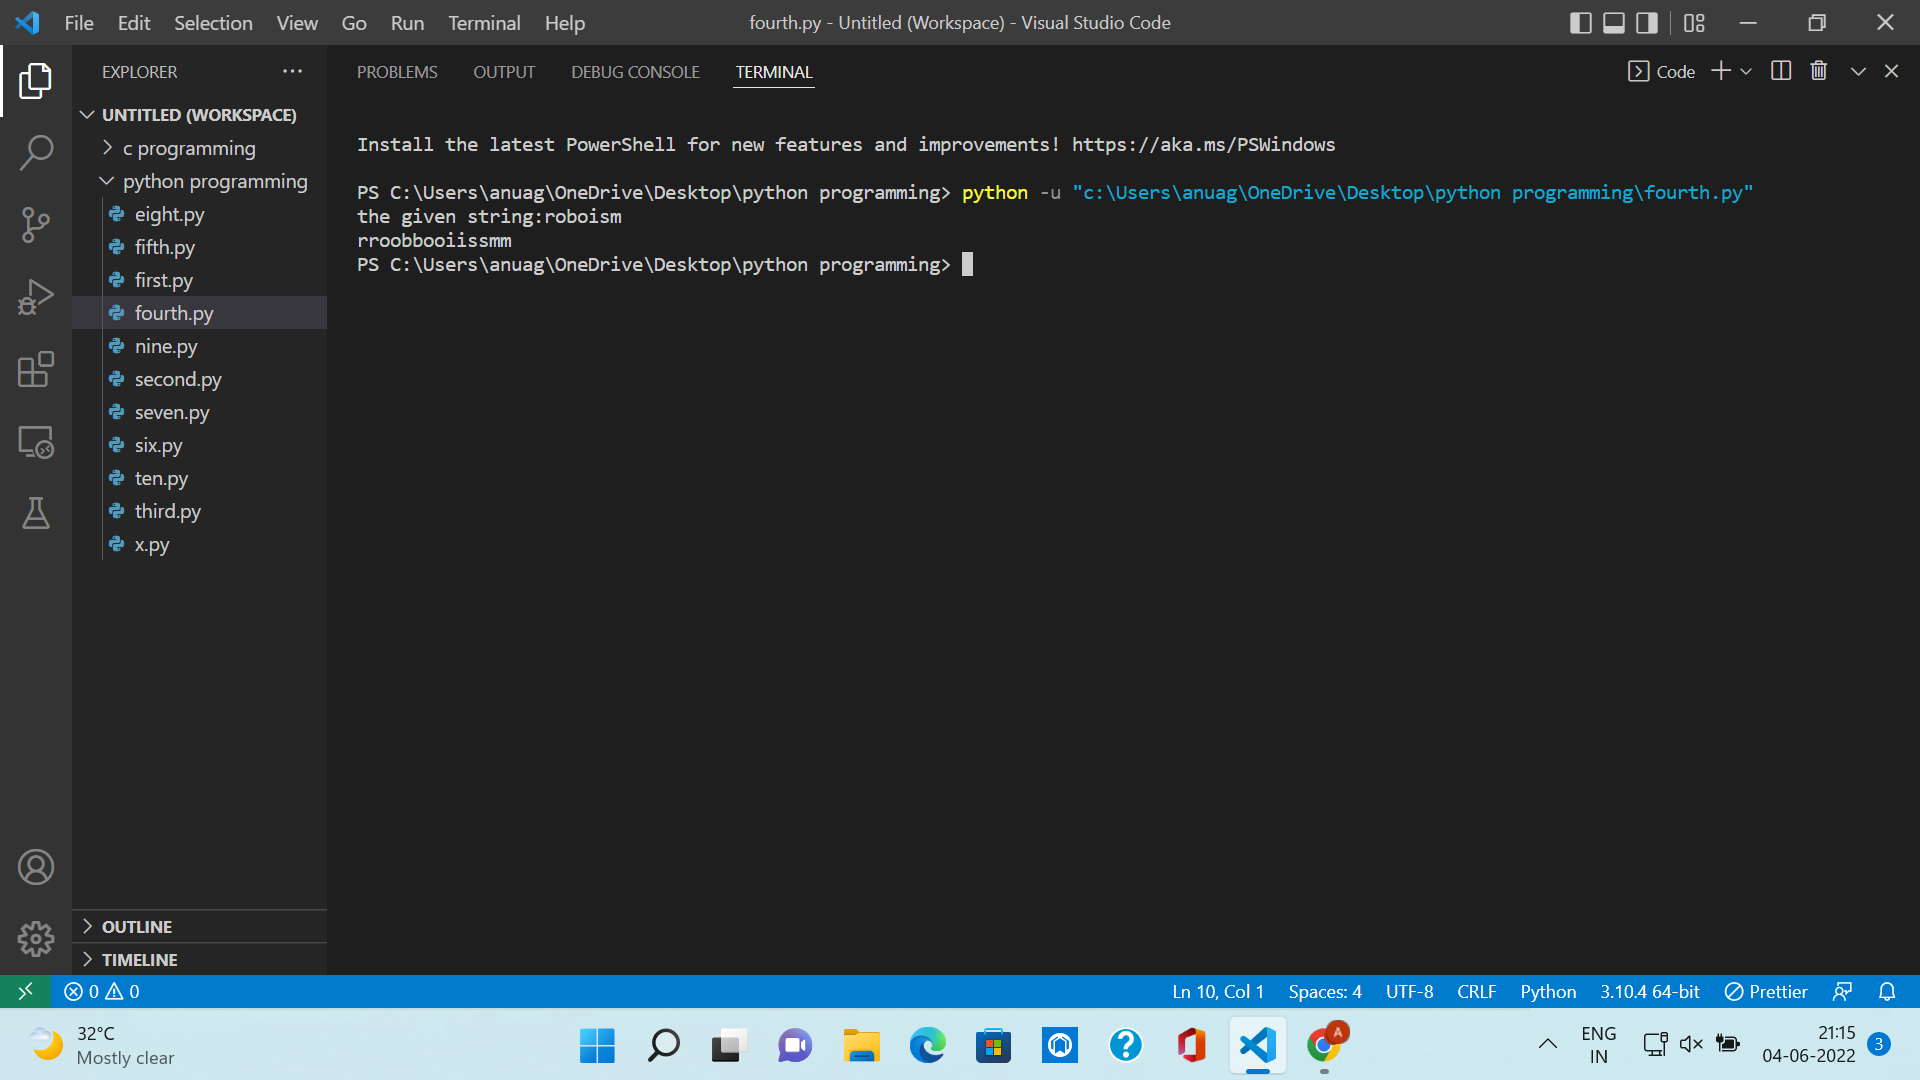 File Edit Selection View Go Run Terminal Help
fourth.py - Untitled (Workspace) - Visual Studio Code
EXPLORER
UNTITLED (WORKSPACE)
c programming
python programming
eight.py
fifth.py
first.py
fourth.py
nine.py
second.py
seven.py
six.py
ten.py
third.py
x.py
OUTLINE
TIMELINE
PROBLEMS OUTPUT DEBUG CONSOLE TERMINAL
Code
Install the latest PowerShell for new features and improvements! https://aka.ms/PSWindows
PS C:\Users\anuag\OneDrive\Desktop\python programming> python -u "c:\Users\anuag\OneDrive\Desktop\python programming\fourth.py"
the given string:roboism
rroobbooiissmm
PS C:\Users\anuag\OneDrive\Desktop\python programming>
0 0
Ln 10, Col 1 Spaces: 4 UTF-8 CRLF Python 3.10.4 64-bit Prettier
32°C
Mostly clear
A
ENG
IN
21:15
04-06-2022
3